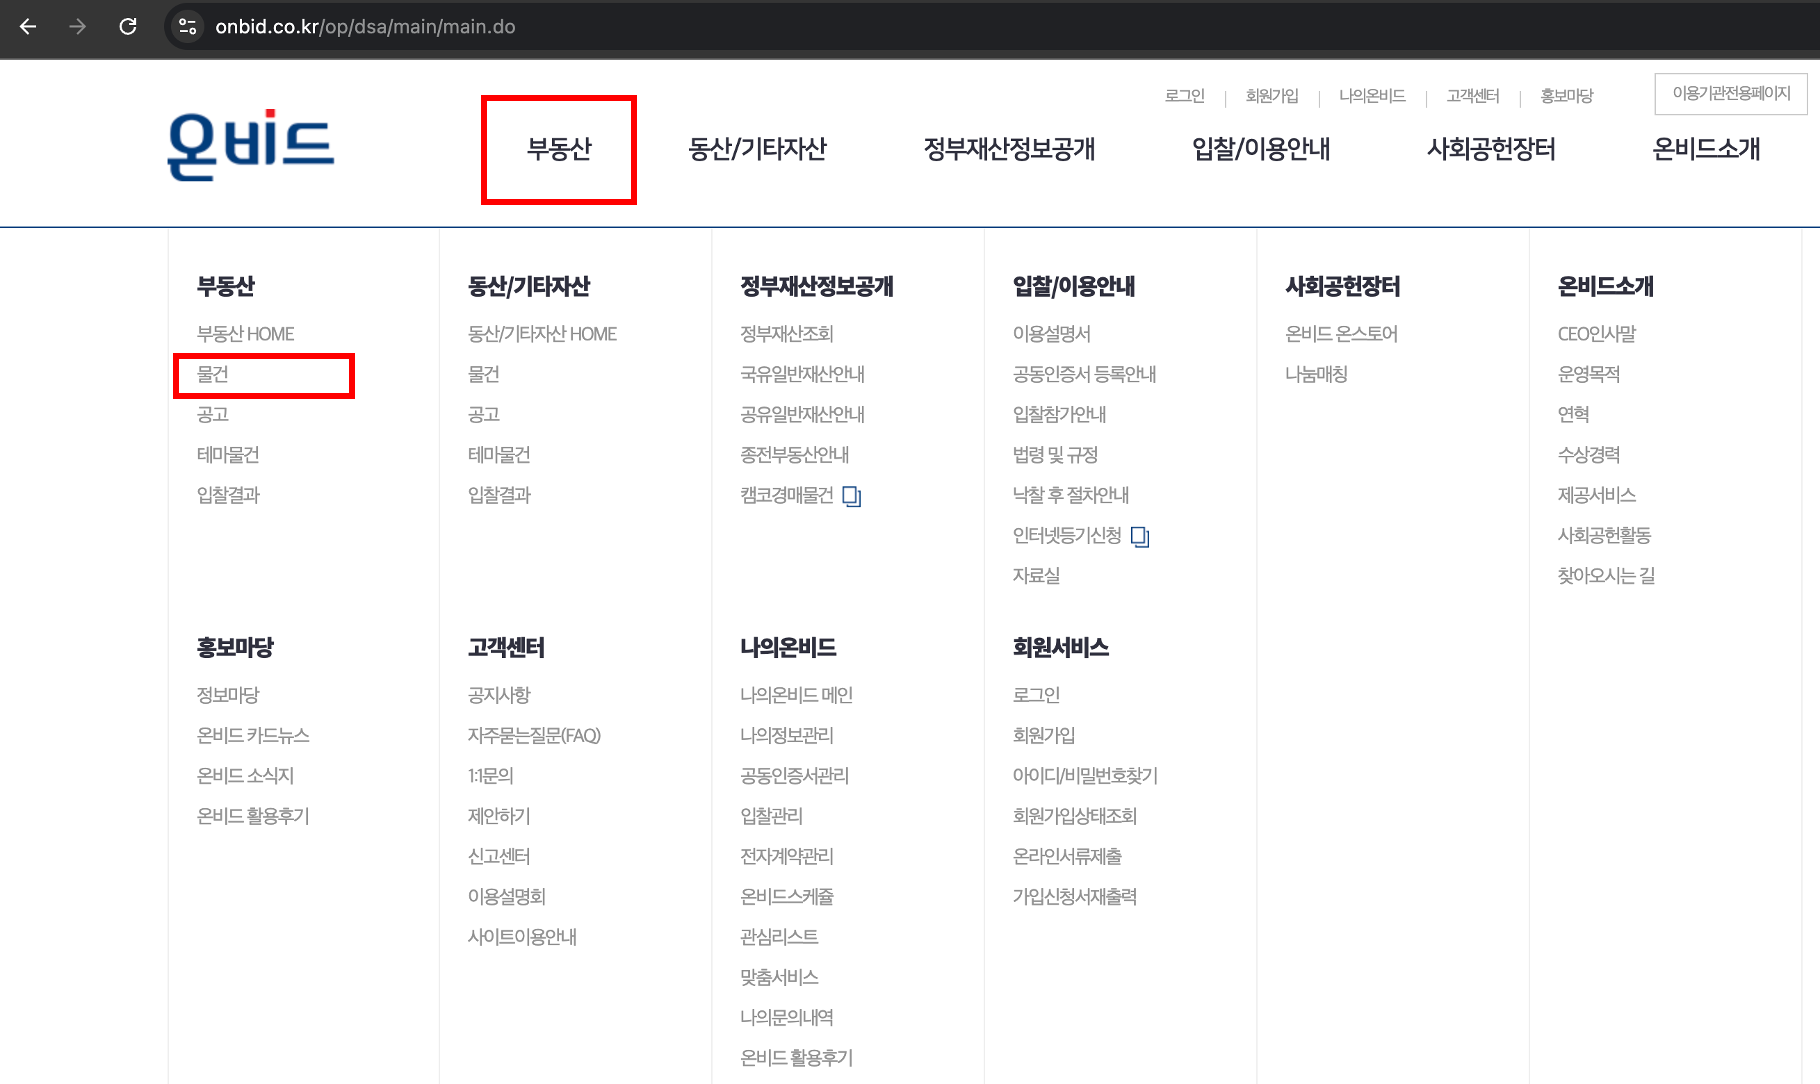 onbid.co.kr/op/dsa/main/main.do
로그인 회원가입 나의온비드 고객센터 홍보마당 이용기관전용페이지
온비드
부동산 동산/기타자산 정부재산정보공개 입찰/이용안내 사회공헌장터 온비드소개
부동산
부동산 HOME
물건
공고
테마물건
입찰결과
동산/기타자산
동산/기타자산 HOME
물건
공고
테마물건
입찰결과
정부재산정보공개
정부재산조회
국유일반재산안내
공유일반재산안내
종전부동산안내
캠코경매물건
입찰/이용안내
이용설명서
공동인증서 등록안내
입찰참가안내
법령 및 규정
낙찰 후 절차안내
인터넷등기신청
자료실
사회공헌장터
온비드 온스토어
나눔매칭
온비드소개
CEO인사말
운영목적
연혁
수상경력
제공서비스
사회공헌활동
찾아오시는 길
홍보마당
정보마당
온비드 카드뉴스
온비드 소식지
온비드 활용후기
고객센터
공지사항
자주묻는질문(FAQ)
1:1문의
제안하기
신고센터
이용설명회
사이트이용안내
나의온비드
나의온비드 메인
나의정보관리
공동인증서관리
입찰관리
전자계약관리
온비드스케쥴
관심리스트
맞춤서비스
나의문의내역
온비드 활용후기
회원서비스
로그인
회원가입
아이디/비밀번호찾기
회원가입상태조회
온라인서류제출
가입신청서재출력